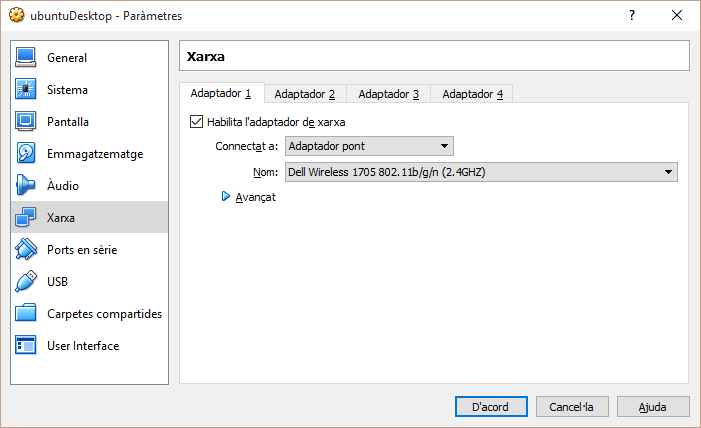 ubuntuDesktop - Paràmetres
?
General
Sistema
Pantalla
Emmagatzematge
Àudio
Xarxa
Ports en sèrie
USB
Carpetes compartides
User Interface
Xarxa
Adaptador 1 Adaptador 2 Adaptador 3 Adaptador 4
Habilita l'adaptador de xarxa
Connectat a: Adaptador pont
Nom: Dell Wireless 1705 802.11b/g/n (2.4GHZ)
Avançat
D'acord Cancel·la Ajuda